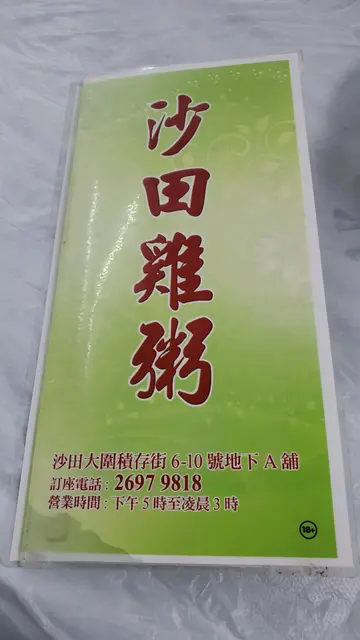 沙田雞粥
沙田大圍積存街 6-10 號地下 A 舖
訂座電話 : 2697 9818
營業時間 : 下午 5 時至凌晨 3 時
18+